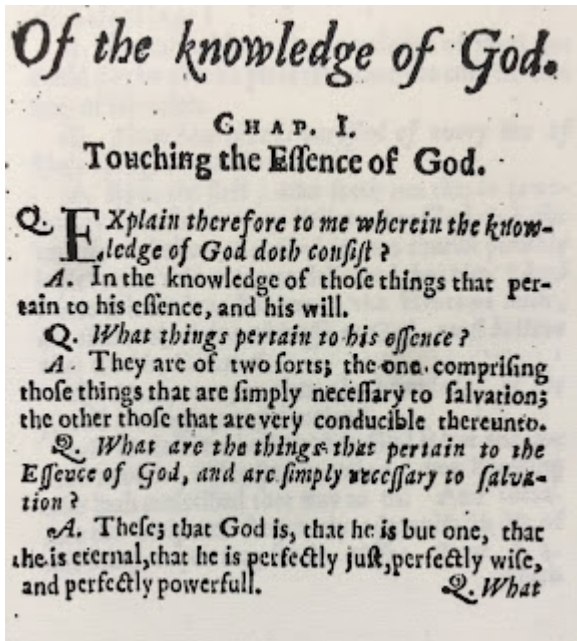 Of the knowledge of God.
CHAP. I.
Touching the Eſſence of God.
Q. EXplain therefore to me wherein the know-
ledge of God doth conſiſt?
A. In the knowledge of thoſe things that per-
tain to his eſſence, and his will.
Q. What things pertain to his eſſence?
A. They are of two ſorts; the one compriſing
thoſe things that are ſimply neceſſary to ſalvation;
the other thoſe that are very conducible thereunto.
Q. What are the things that pertain to the
Eſſence of God, and are ſimply neceſſary to ſalva-
tion?
A. Theſe; that God is, that he is but one, that
he is eternal, that he is perfectly juſt, perfectly wiſe,
and perfectly powerfull. Q. What